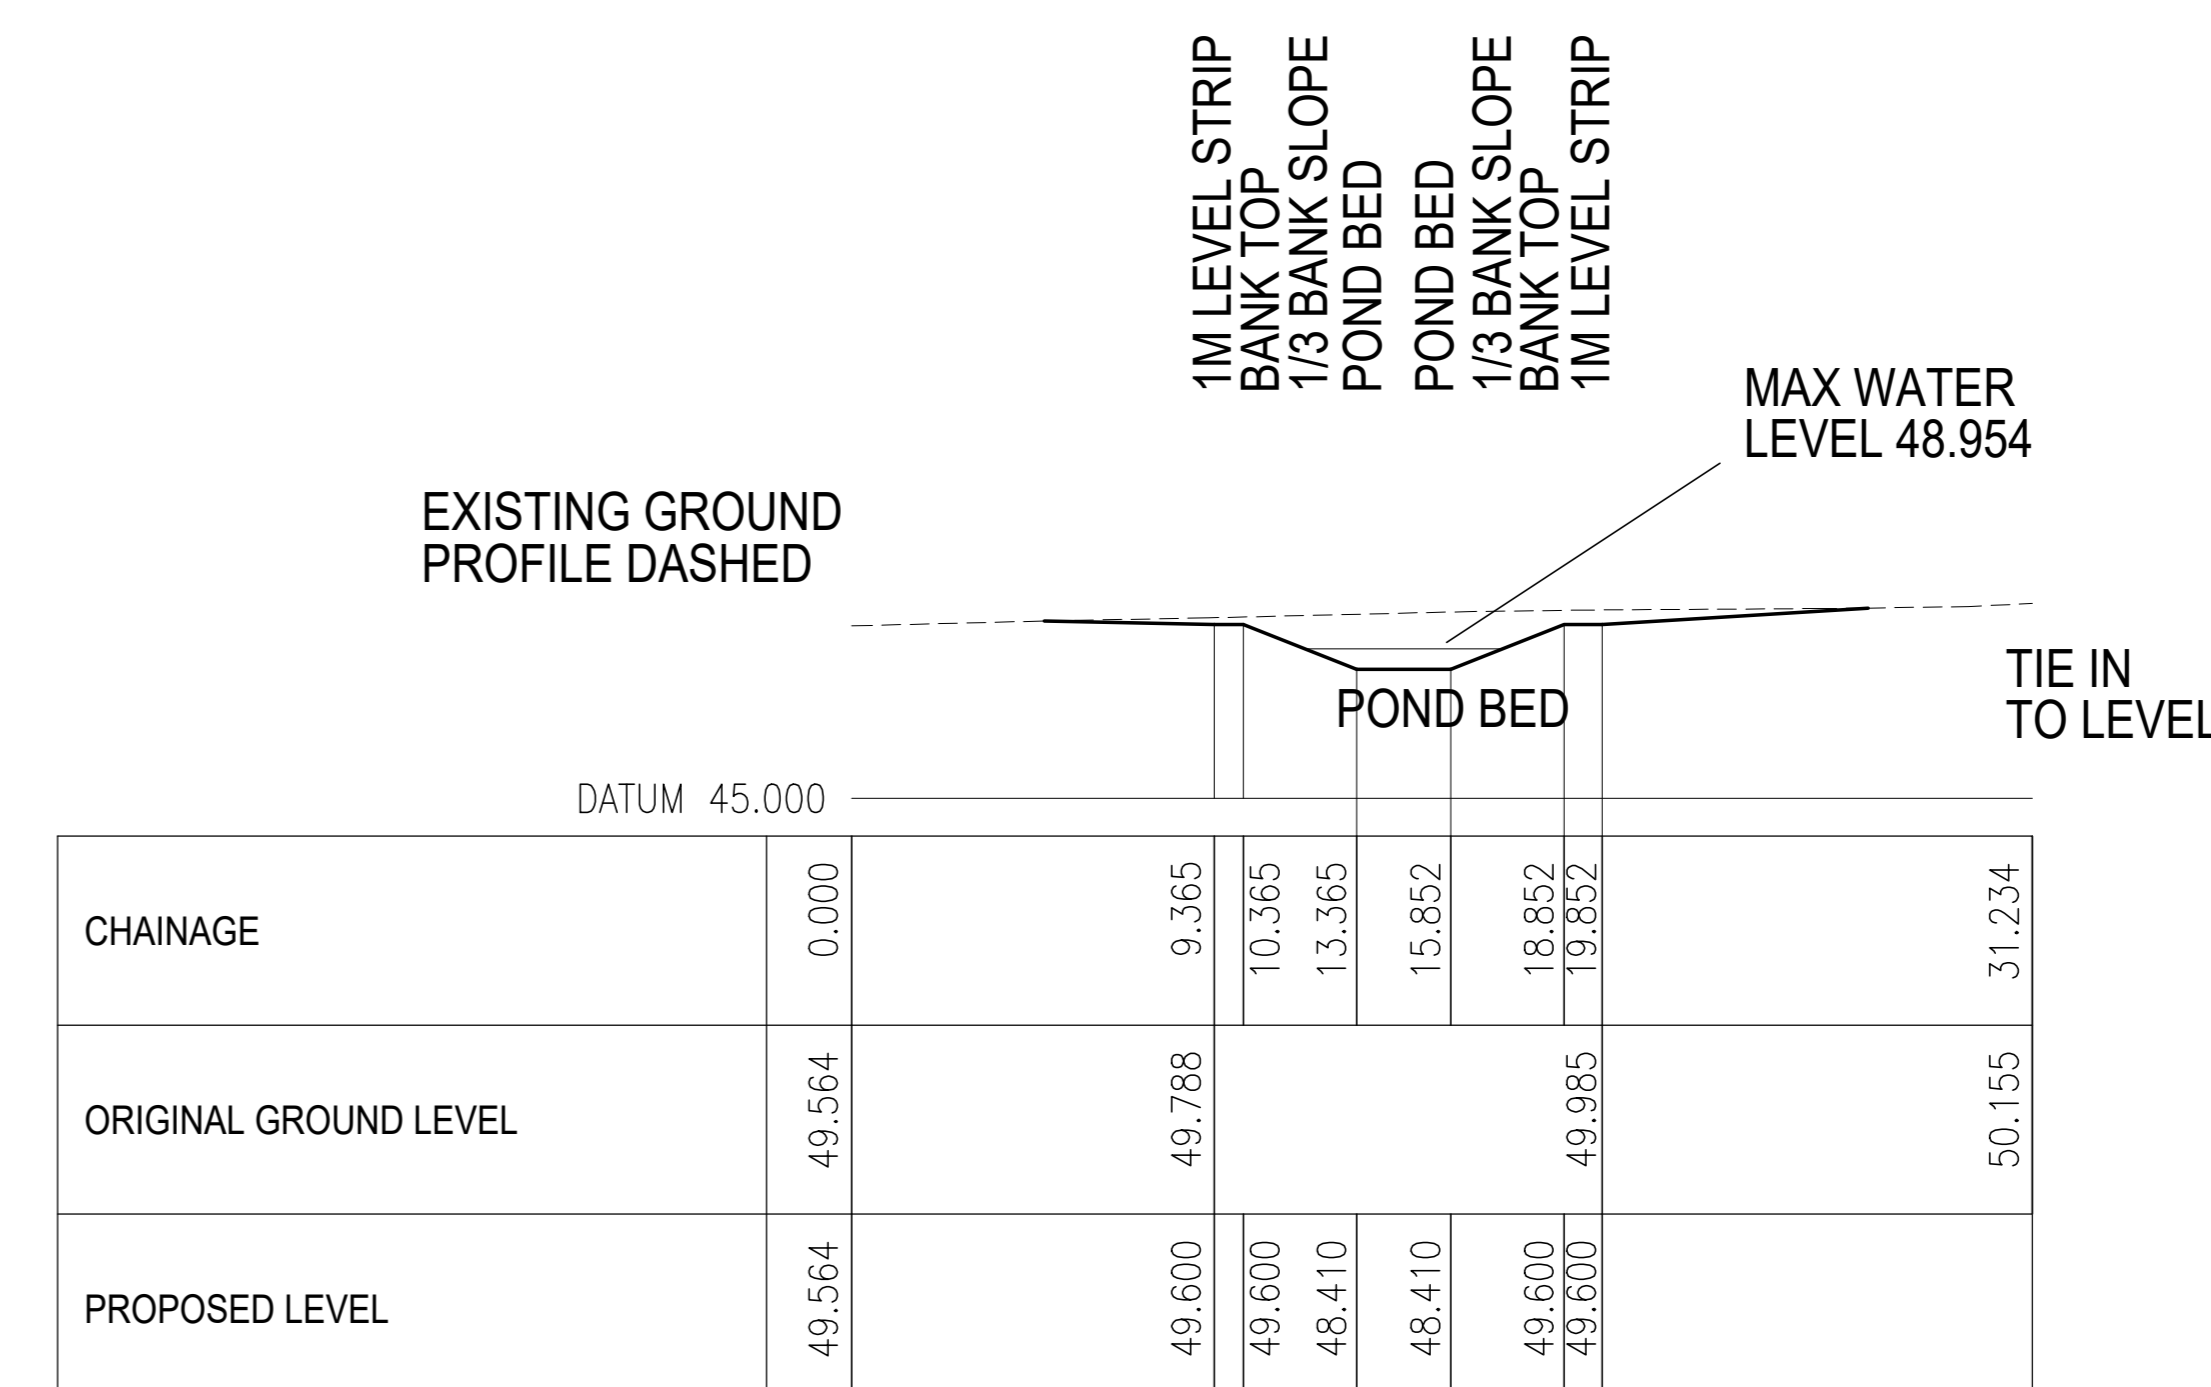 1M LEVEL STRIP
BANK TOP
1/3 BANK SLOPE
POND BED
POND BED
1/3 BANK SLOPE
BANK TOP
1M LEVEL STRIP
MAX WATER
LEVEL 48.954
EXISTING GROUND
PROFILE DASHED
TIE IN
TO LEVEL
POND BED
DATUM 45.000
CHAINAGE 0.000 9.365 10.365 13.365 15.852 18.852 19.852 31.234
ORIGINAL GROUND LEVEL 49.564 49.788 49.985 50.155
PROPOSED LEVEL 49.564 49.600 49.600 48.410 48.410 49.600 49.600